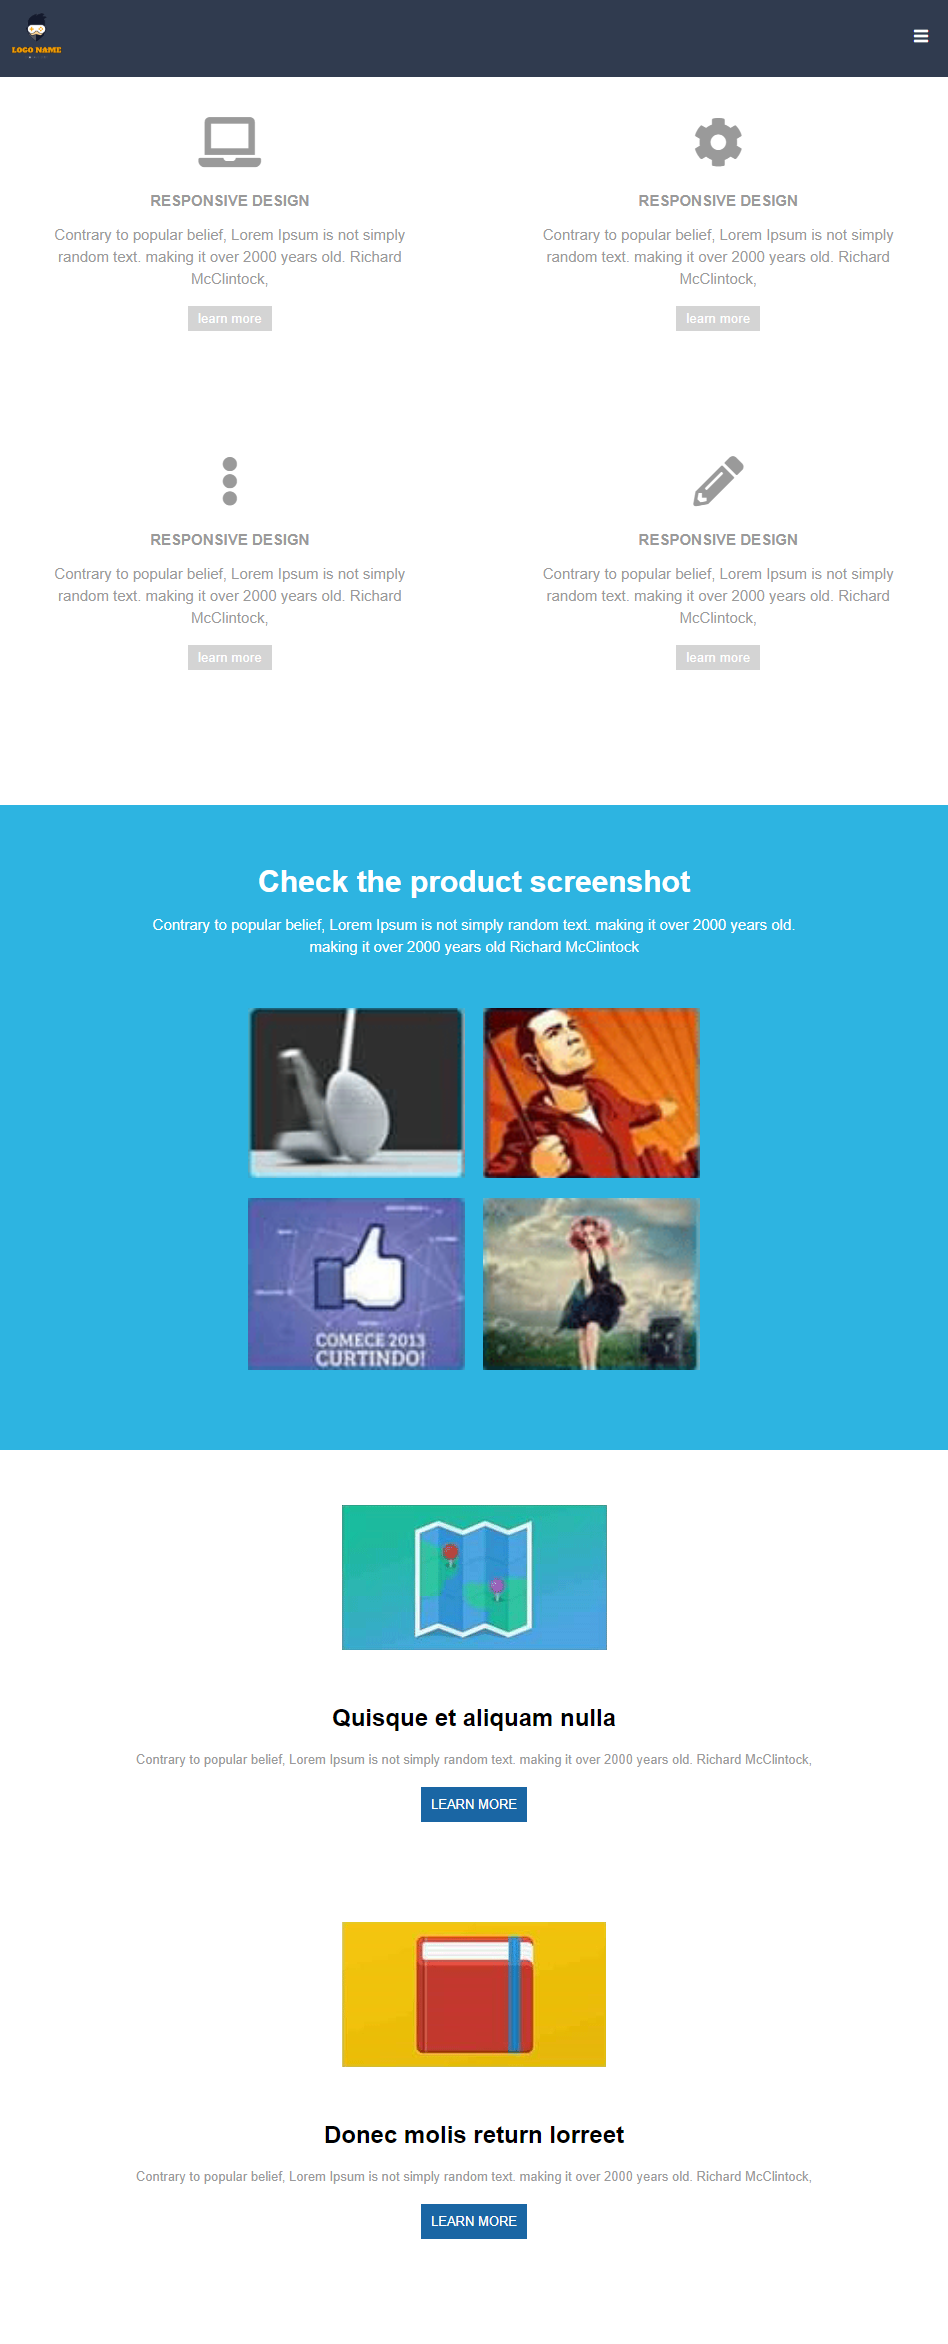 LOGO NAME
RESPONSIVE DESIGN
Contrary to popular belief, Lorem Ipsum is not simply
random text. making it over 2000 years old. Richard
McClintock,
learn more
RESPONSIVE DESIGN
Contrary to popular belief, Lorem Ipsum is not simply
random text. making it over 2000 years old. Richard
McClintock,
learn more
RESPONSIVE DESIGN
Contrary to popular belief, Lorem Ipsum is not simply
random text. making it over 2000 years old. Richard
McClintock,
learn more
RESPONSIVE DESIGN
Contrary to popular belief, Lorem Ipsum is not simply
random text. making it over 2000 years old. Richard
McClintock,
learn more
Check the product screenshot
Contrary to popular belief, Lorem Ipsum is not simply random text. making it over 2000 years old.
making it over 2000 years old Richard McClintock
COMECE 2013
CURTINDO!
Quisque et aliquam nulla
Contrary to popular belief, Lorem Ipsum is not simply random text. making it over 2000 years old. Richard McClintock,
LEARN MORE
Donec molis return lorreet
Contrary to popular belief, Lorem Ipsum is not simply random text. making it over 2000 years old. Richard McClintock,
LEARN MORE